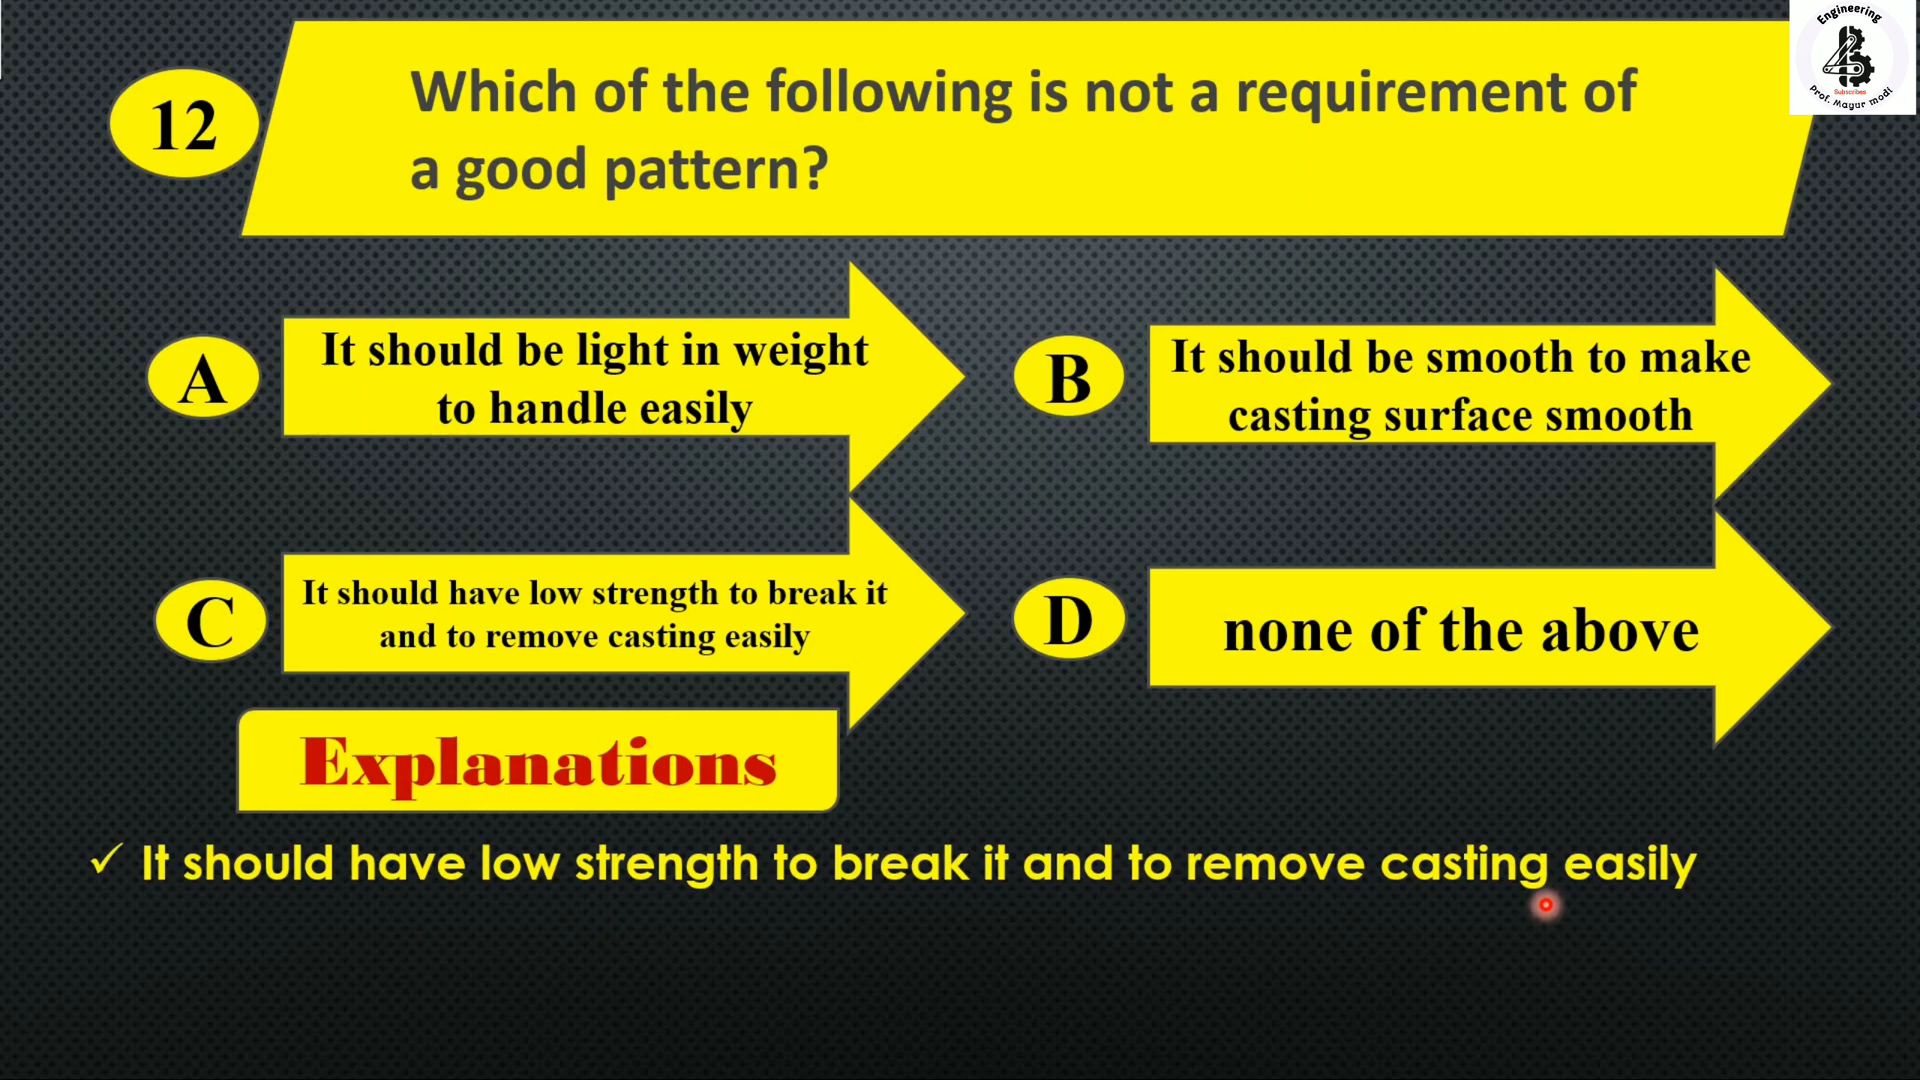 Engineering
Subscribes
Prof. Mayur modi
12
Which of the following is not a requirement of
a good pattern?
A
It should be light in weight
to handle easily
B
It should be smooth to make
casting surface smooth
C
It should have low strength to break it
and to remove casting easily
D
none of the above
Explanations
✓ It should have low strength to break it and to remove casting easily